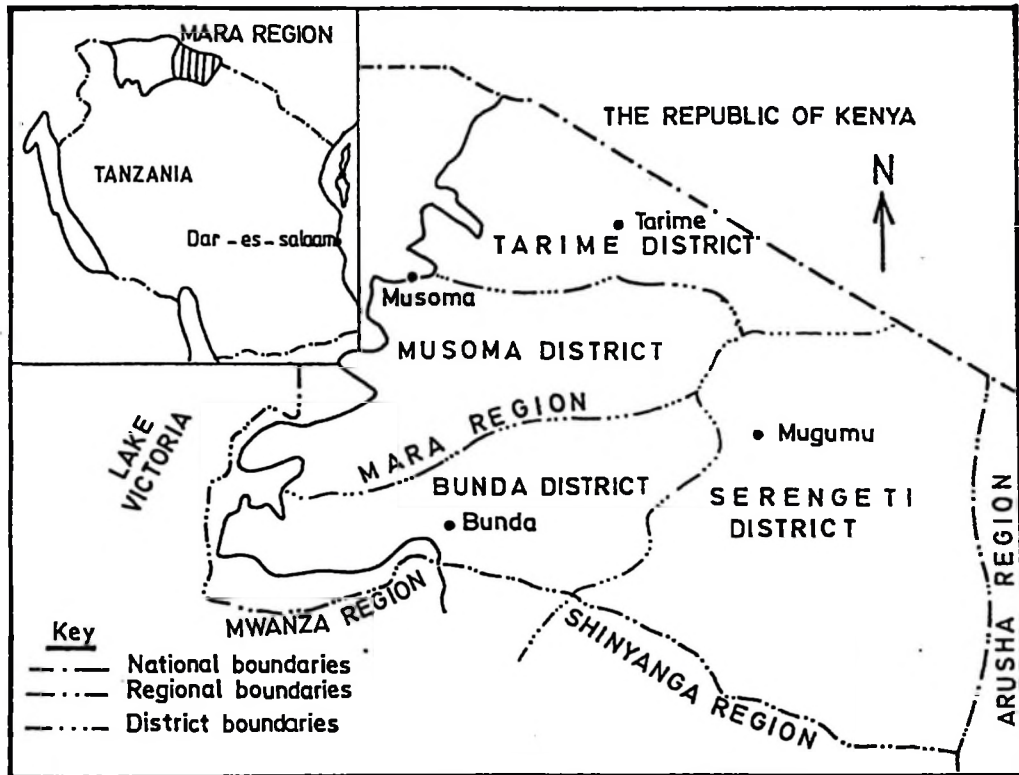 MARA REGION
TANZANIA
Dar-es-salaam
THE REPUBLIC OF KENYA
N
Tarime
TARIME DISTRICT
Musoma
MUSOMA DISTRICT
LAKE
VICTORIA
MARA REGION
Mugumu
BUNDA DISTRICT
Bunda
SERENGETI
DISTRICT
ARUSHA REGION
MWANZA REGION
SHINYANGA REGION
Key
National boundaries
Regional boundaries
District boundaries